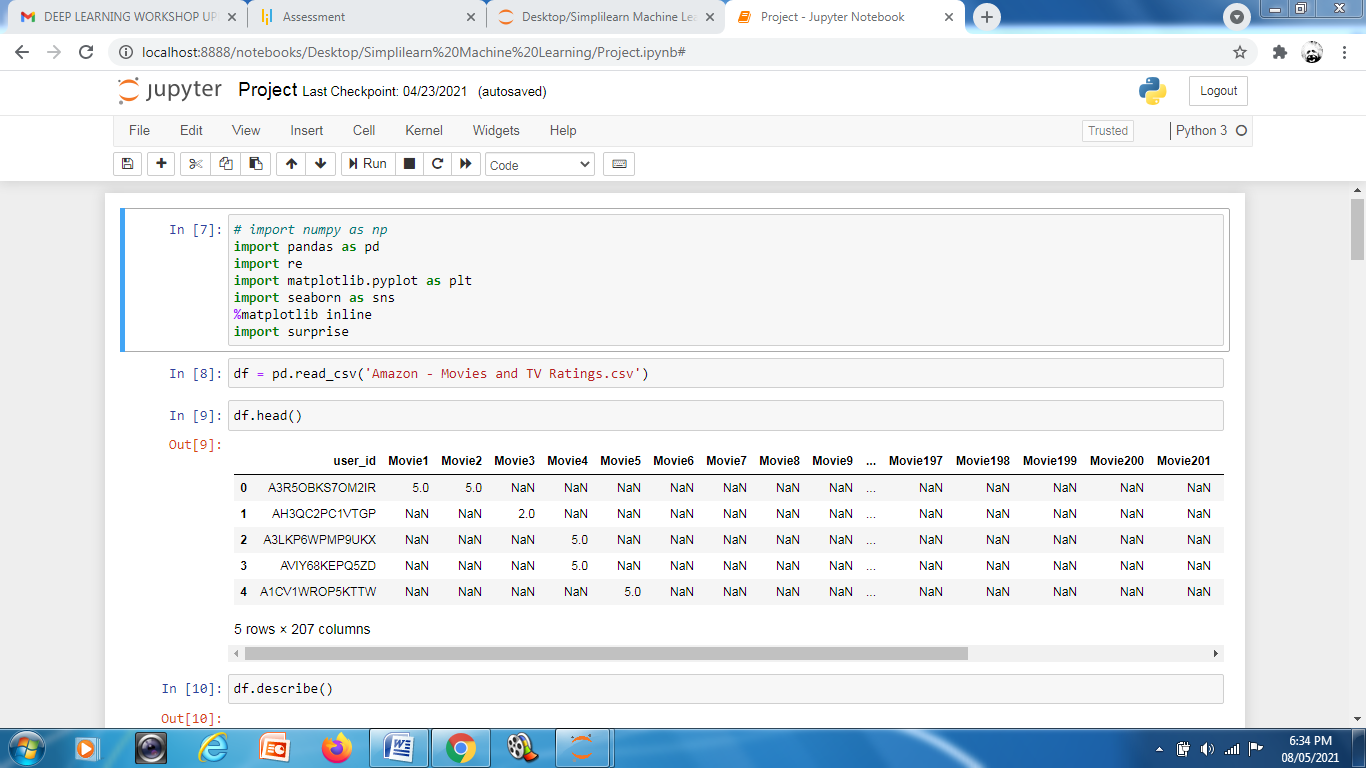 DEEP LEARNING WORKSHOP UP
Assessment
Desktop/Simplilearn Machine Le
Project - Jupyter Notebook
localhost:8888/notebooks/Desktop/Simplilearn%20Machine%20Learning/Project.ipynb#
jupyter Project Last Checkpoint: 04/23/2021 (autosaved)
Logout
File Edit View Insert Cell Kernel Widgets Help
Trusted
Python 3
Run
Code
In [7]:
# import numpy as np
import pandas as pd
import re
import matplotlib.pyplot as plt
import seaborn as sns
%matplotlib inline
import surprise
In [8]: df = pd.read_csv('Amazon - Movies and TV Ratings.csv')
In [9]: df.head()
Out[9]:
user_id Movie1 Movie2 Movie3 Movie4 Movie5 Movie6 Movie7 Movie8 Movie9 ... Movie197 Movie198 Movie199 Movie200 Movie201
0 A3R5OBKS7OM2IR 5.0 5.0 NaN NaN NaN NaN NaN NaN NaN ... NaN NaN NaN NaN NaN
1 AH3QC2PC1VTGP NaN NaN 2.0 NaN NaN NaN NaN NaN NaN ... NaN NaN NaN NaN NaN
2 A3LKP6WPMP9UKX NaN NaN NaN 5.0 NaN NaN NaN NaN NaN ... NaN NaN NaN NaN NaN
3 AVIY68KEPQ5ZD NaN NaN NaN 5.0 NaN NaN NaN NaN NaN ... NaN NaN NaN NaN NaN
4 A1CV1WROP5KTTW NaN NaN NaN NaN 5.0 NaN NaN NaN NaN ... NaN NaN NaN NaN NaN
5 rows × 207 columns
In [10]: df.describe()
Out[10]:
6:34 PM
08/05/2021